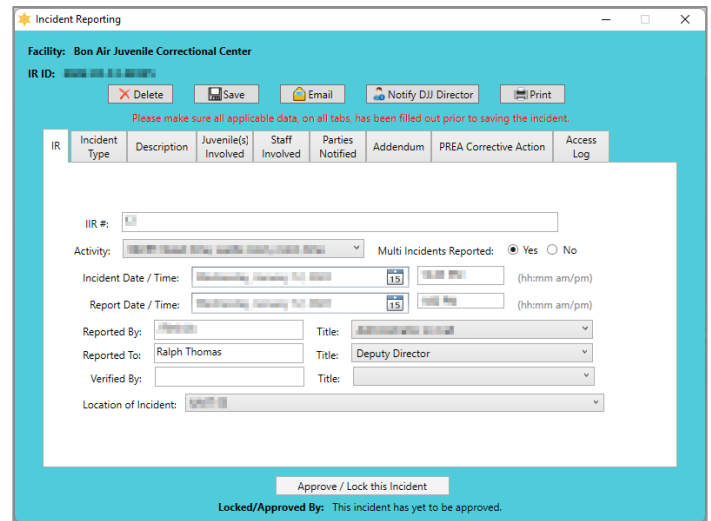 Incident Reporting
Facility: Bon Air Juvenile Correctional Center
IR ID:
Delete Save Email Notify DJJ Director Print
Please make sure all applicable data, on all tabs, has been filled out prior to saving the incident.
IR Incident Type Description Juvenile(s) Involved Staff Involved Parties Notified Addendum PREA Corrective Action Access Log
IIR #:
Activity: Multi Incidents Reported: Yes No
Incident Date / Time: 15 (hh:mm am/pm)
Report Date / Time: 15 (hh:mm am/pm)
Reported By: Title:
Reported To: Ralph Thomas Title: Deputy Director
Verified By: Title:
Location of Incident:
Approve / Lock this Incident
Locked/Approved By: This incident has yet to be approved.